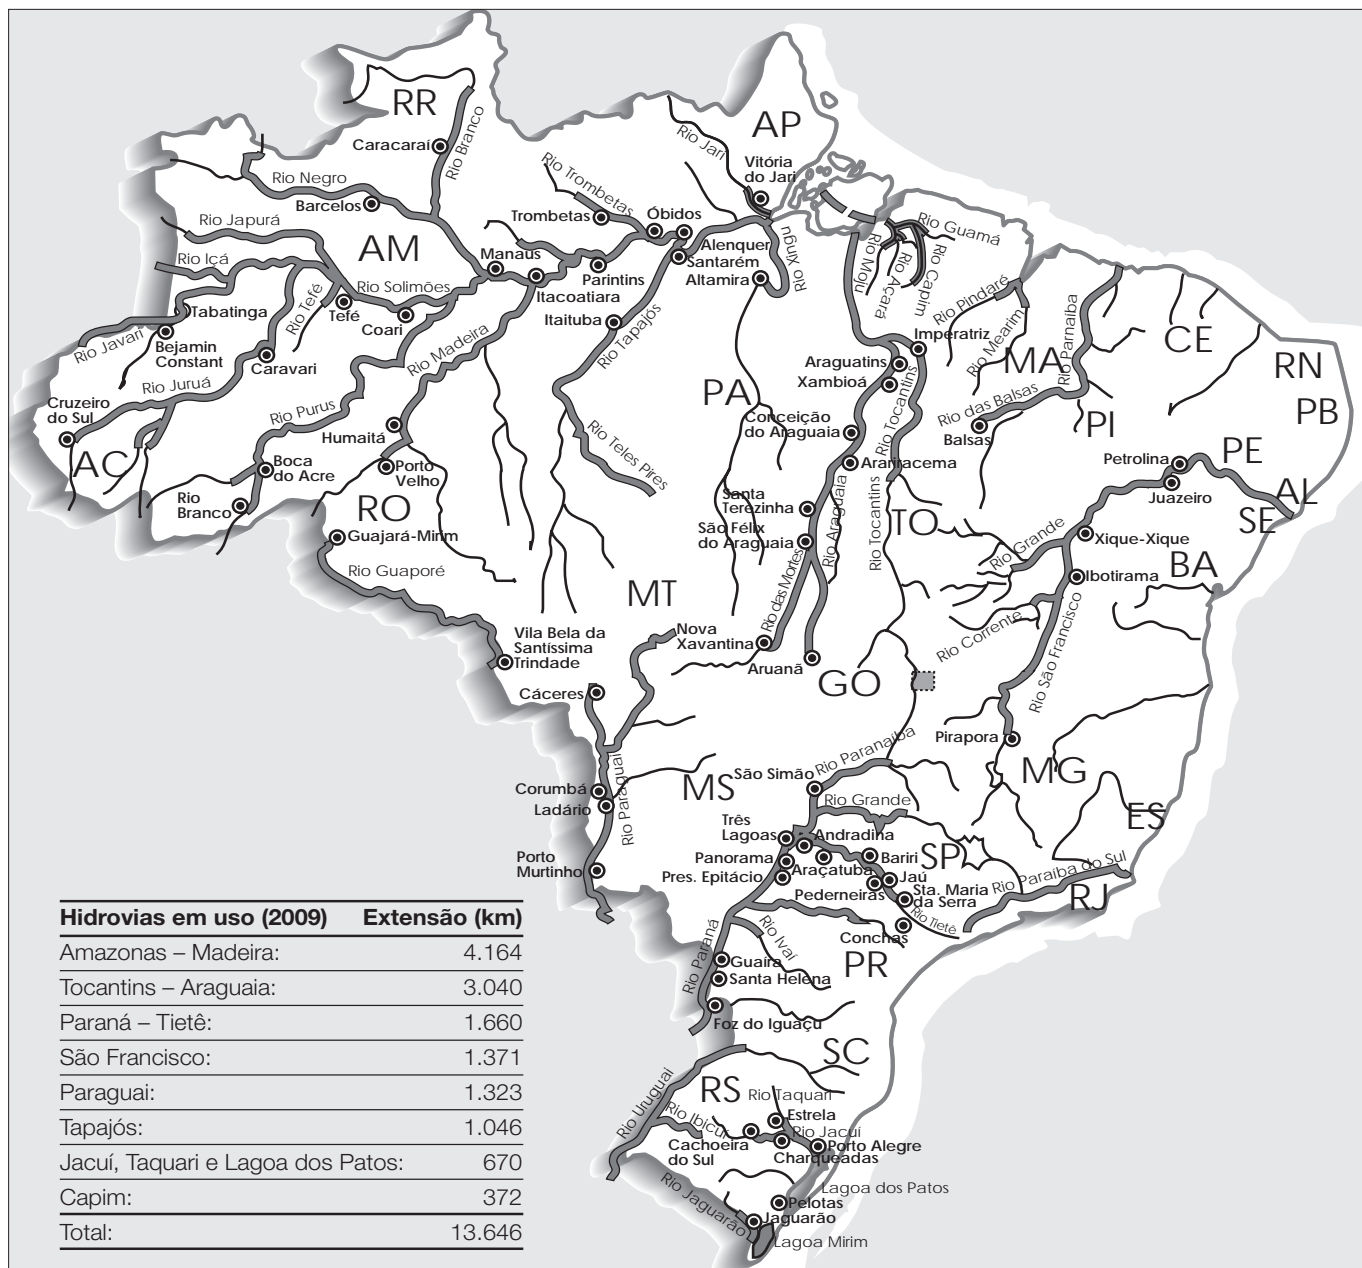 RR
AP
Caracaraí
Rio Branco
Rio Jari
Vitória
do Jari
Rio Negro
Barcelos
Rio Trombetas
Trombetas
Óbidos
Rio Japurá
AM
Rio Guamá
Alenquer
Santarém
Altamira
Rio Xingu
Rio Moju
Rio Açará
Rio Capim
Manaus
Parintins
Itacoatiara
Rio Içá
Rio Solimões
Rio Tefé
Tefé
Coari
Tabatinga
Rio Javari
Bejamin
Constant
Caravari
Rio Juruá
Rio Madeira
Itaituba
Rio Tapajós
Rio Pindaré
Rio Mearim
Rio Parnaíba
Imperatriz
Araguatins
Xambioá
MA
CE
RN
PB
PA
Cruzeiro
do Sul
Rio Purus
Humaitá
Conceição
do Araguaia
Rio Tocantins
Rio das Balsas
Balsas
PI
AC
Boca
do Acre
Porto
Velho
Rio Teles Pires
Arariracema
Petrolina
PE
Juazeiro
AL
SE
Rio
Branco
RO
Guajará-Mirim
Santa
Terezinha
São Félix
do Araguaia
Rio Araguaia
Rio Tocantins
TO
Rio Grande
Xique-Xique
Ibotirama
BA
Rio Guaporé
MT
Rio das Mortes
Rio Corrente
Rio São Francisco
Vila Bela da
Santíssima
Trindade
Nova
Xavantina
Aruanã
GO
Cáceres
Pirapora
Rio Paranaíba
MG
MS
São Simão
Corumbá
Ladário
Rio Paraguai
Rio Grande
ES
Três
Lagoas
Andradina
Porto
Murtinho
Panorama
Pres. Epitácio
Araçatuba
Bariri
SP
Jaú
Pederneiras
Sta. Maria
da Serra
Rio Paraíba do Sul
RJ
Rio Tietê
Conchas
Rio Ivaí
PR
Rio Paraná
Guaíra
Santa Helena
Foz do Iguaçu
SC
RS
Rio Uruguai
Rio Taquari
Rio Ibicuí
Estrela
Rio Jacuí
Cachoeira
do Sul
Porto Alegre
Charqueadas
Lagoa dos Patos
Rio Jaguarão
Pelotas
Jaguarão
Lagoa Mirim
Hidrovias em uso (2009) Extensão (km)
Amazonas – Madeira: 4.164
Tocantins – Araguaia: 3.040
Paraná – Tietê: 1.660
São Francisco: 1.371
Paraguai: 1.323
Tapajós: 1.046
Jacuí, Taquari e Lagoa dos Patos: 670
Capim: 372
Total: 13.646